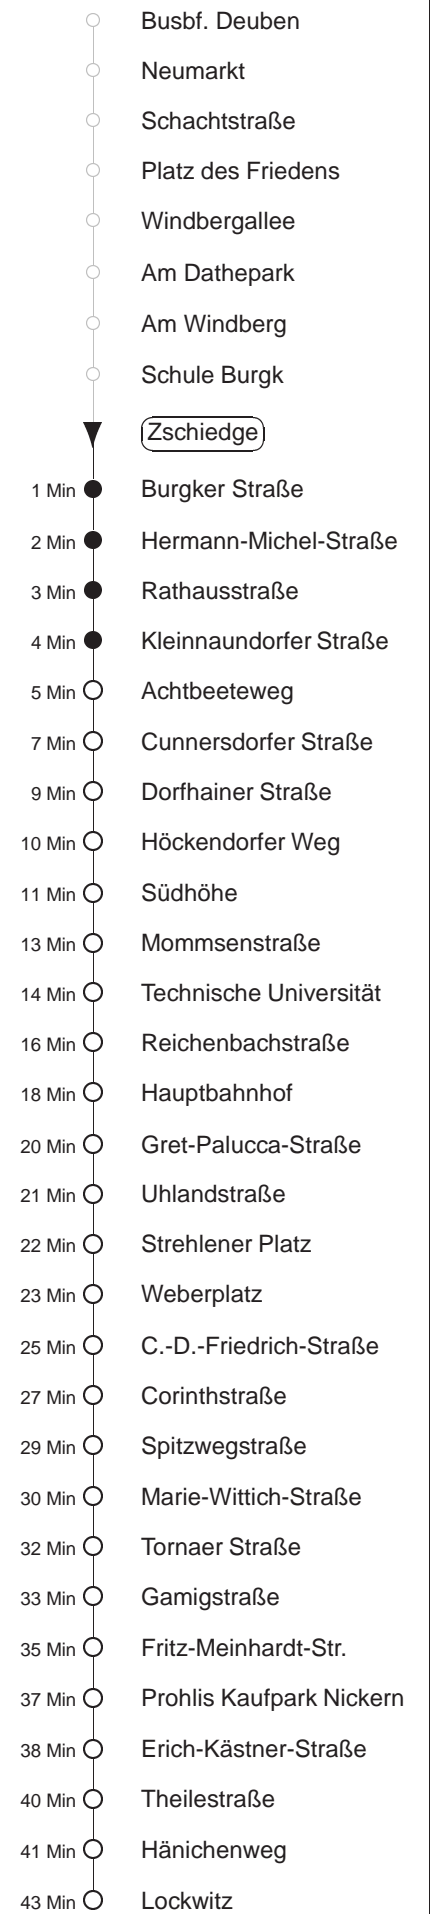 Busbf. Deuben
Neumarkt
Schachtstraße
Platz des Friedens
Windbergallee
Am Dathepark
Am Windberg
Schule Burgk
Zschiedge
1 Min Burgker Straße
2 Min Hermann-Michel-Straße
3 Min Rathausstraße
4 Min Kleinnaundorfer Straße
5 Min Achtbeeteweg
7 Min Cunnersdorfer Straße
9 Min Dorfhainer Straße
10 Min Höckendorfer Weg
11 Min Südhöhe
13 Min Mommsenstraße
14 Min Technische Universität
16 Min Reichenbachstraße
18 Min Hauptbahnhof
20 Min Gret-Palucca-Straße
21 Min Uhlandstraße
22 Min Strehlener Platz
23 Min Weberplatz
25 Min C.-D.-Friedrich-Straße
27 Min Corinthstraße
29 Min Spitzwegstraße
30 Min Marie-Wittich-Straße
32 Min Tornaer Straße
33 Min Gamigstraße
35 Min Fritz-Meinhardt-Str.
37 Min Prohlis Kaufpark Nickern
38 Min Erich-Kästner-Straße
40 Min Theilestraße
41 Min Hänichenweg
43 Min Lockwitz